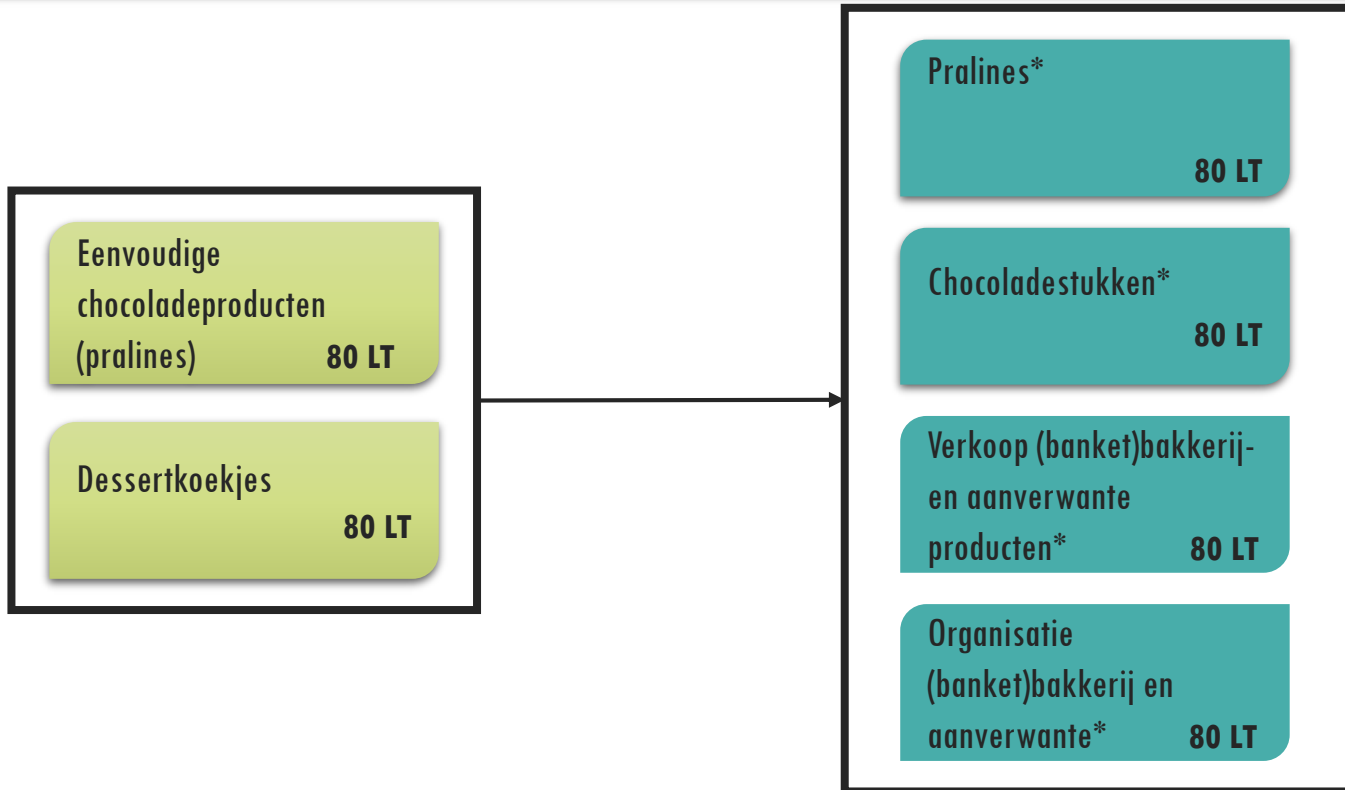 Eenvoudige
chocoladeproducten
(pralines) 80 LT
Dessertkoekjes
80 LT
Pralines*
80 LT
Chocoladestukken*
80 LT
Verkoop (banket)bakkerij-
en aanverwante
producten* 80 LT
Organisatie
(banket)bakkerij en
aanverwante* 80 LT